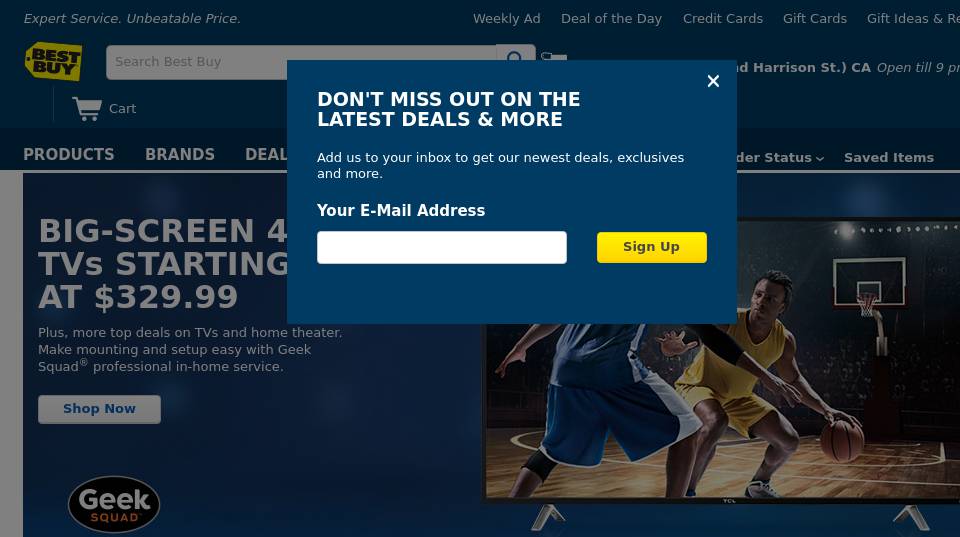 Expert Service. Unbeatable Price.
Weekly Ad
Deal of the Day
Credit Cards
Gift Cards
Gift Ideas &
BEST
BUY
Search Best Buy
Harrison St.) CA Open till 9
Cart
PRODUCTS
BRANDS
Status
Saved Items
DON'T MISS OUT ON THE
LATEST DEALS & MORE
Add us to your inbox to get our newest deals, exclusives
and more.
Your E-Mail Address
Sign Up
BIG-SCREEN
TVs STARTING
AT $329.99
Plus, more top deals on TVs and home theater.
Make mounting and setup easy with Geek
Squad® professional in-home service.
Shop Now
Geek
SQUAD
TCL